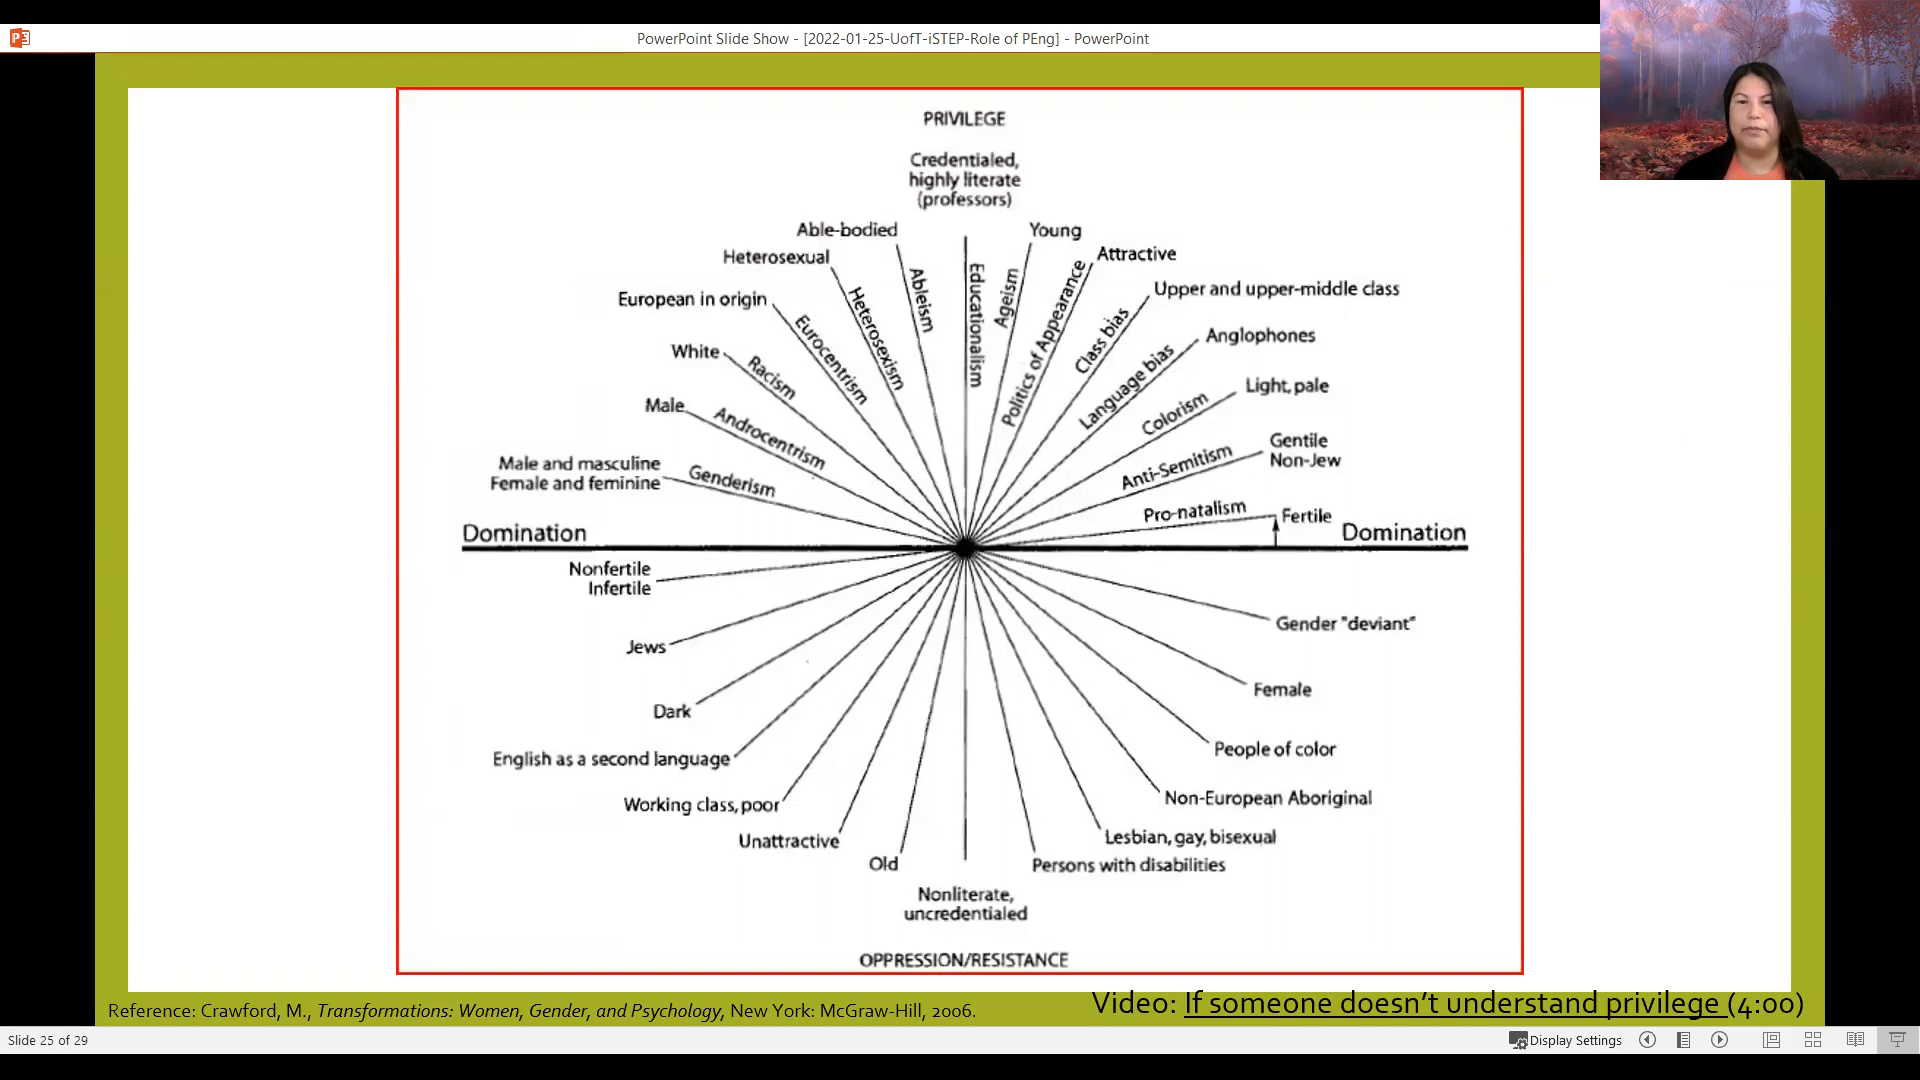 PowerPoint Slide Show - [2022-01-25-UofT-iSTEP-Role of PEng] - PowerPoint
PRIVILEGE
Credentialed,
highly literate
(professors)
Able-bodied
Young
Heterosexual
Attractive
European in origin
Upper and upper-middle class
White
Anglophones
Male
Light, pale
Male and masculine
Female and feminine
Gentile
Non-Jew
Fertile
Genderism
Androcentrism
Racism
Eurocentrism
Heterosexism
Ableism
Educationalism
Ageism
Politics of Appearance
Class bias
Language bias
Colorism
Anti-Semitism
Pro-natalism
Domination
Domination
Nonfertile
Infertile
Gender "deviant"
Jews
Female
Dark
People of color
English as a second language
Non-European Aboriginal
Working class, poor
Lesbian, gay, bisexual
Unattractive
Persons with disabilities
Old
Nonliterate,
uncredentialed
OPPRESSION/RESISTANCE
Reference: Crawford, M., Transformations: Women, Gender, and Psychology, New York: McGraw-Hill, 2006.
Video: If someone doesn't understand privilege (4:00)
Slide 25 of 29
Display Settings